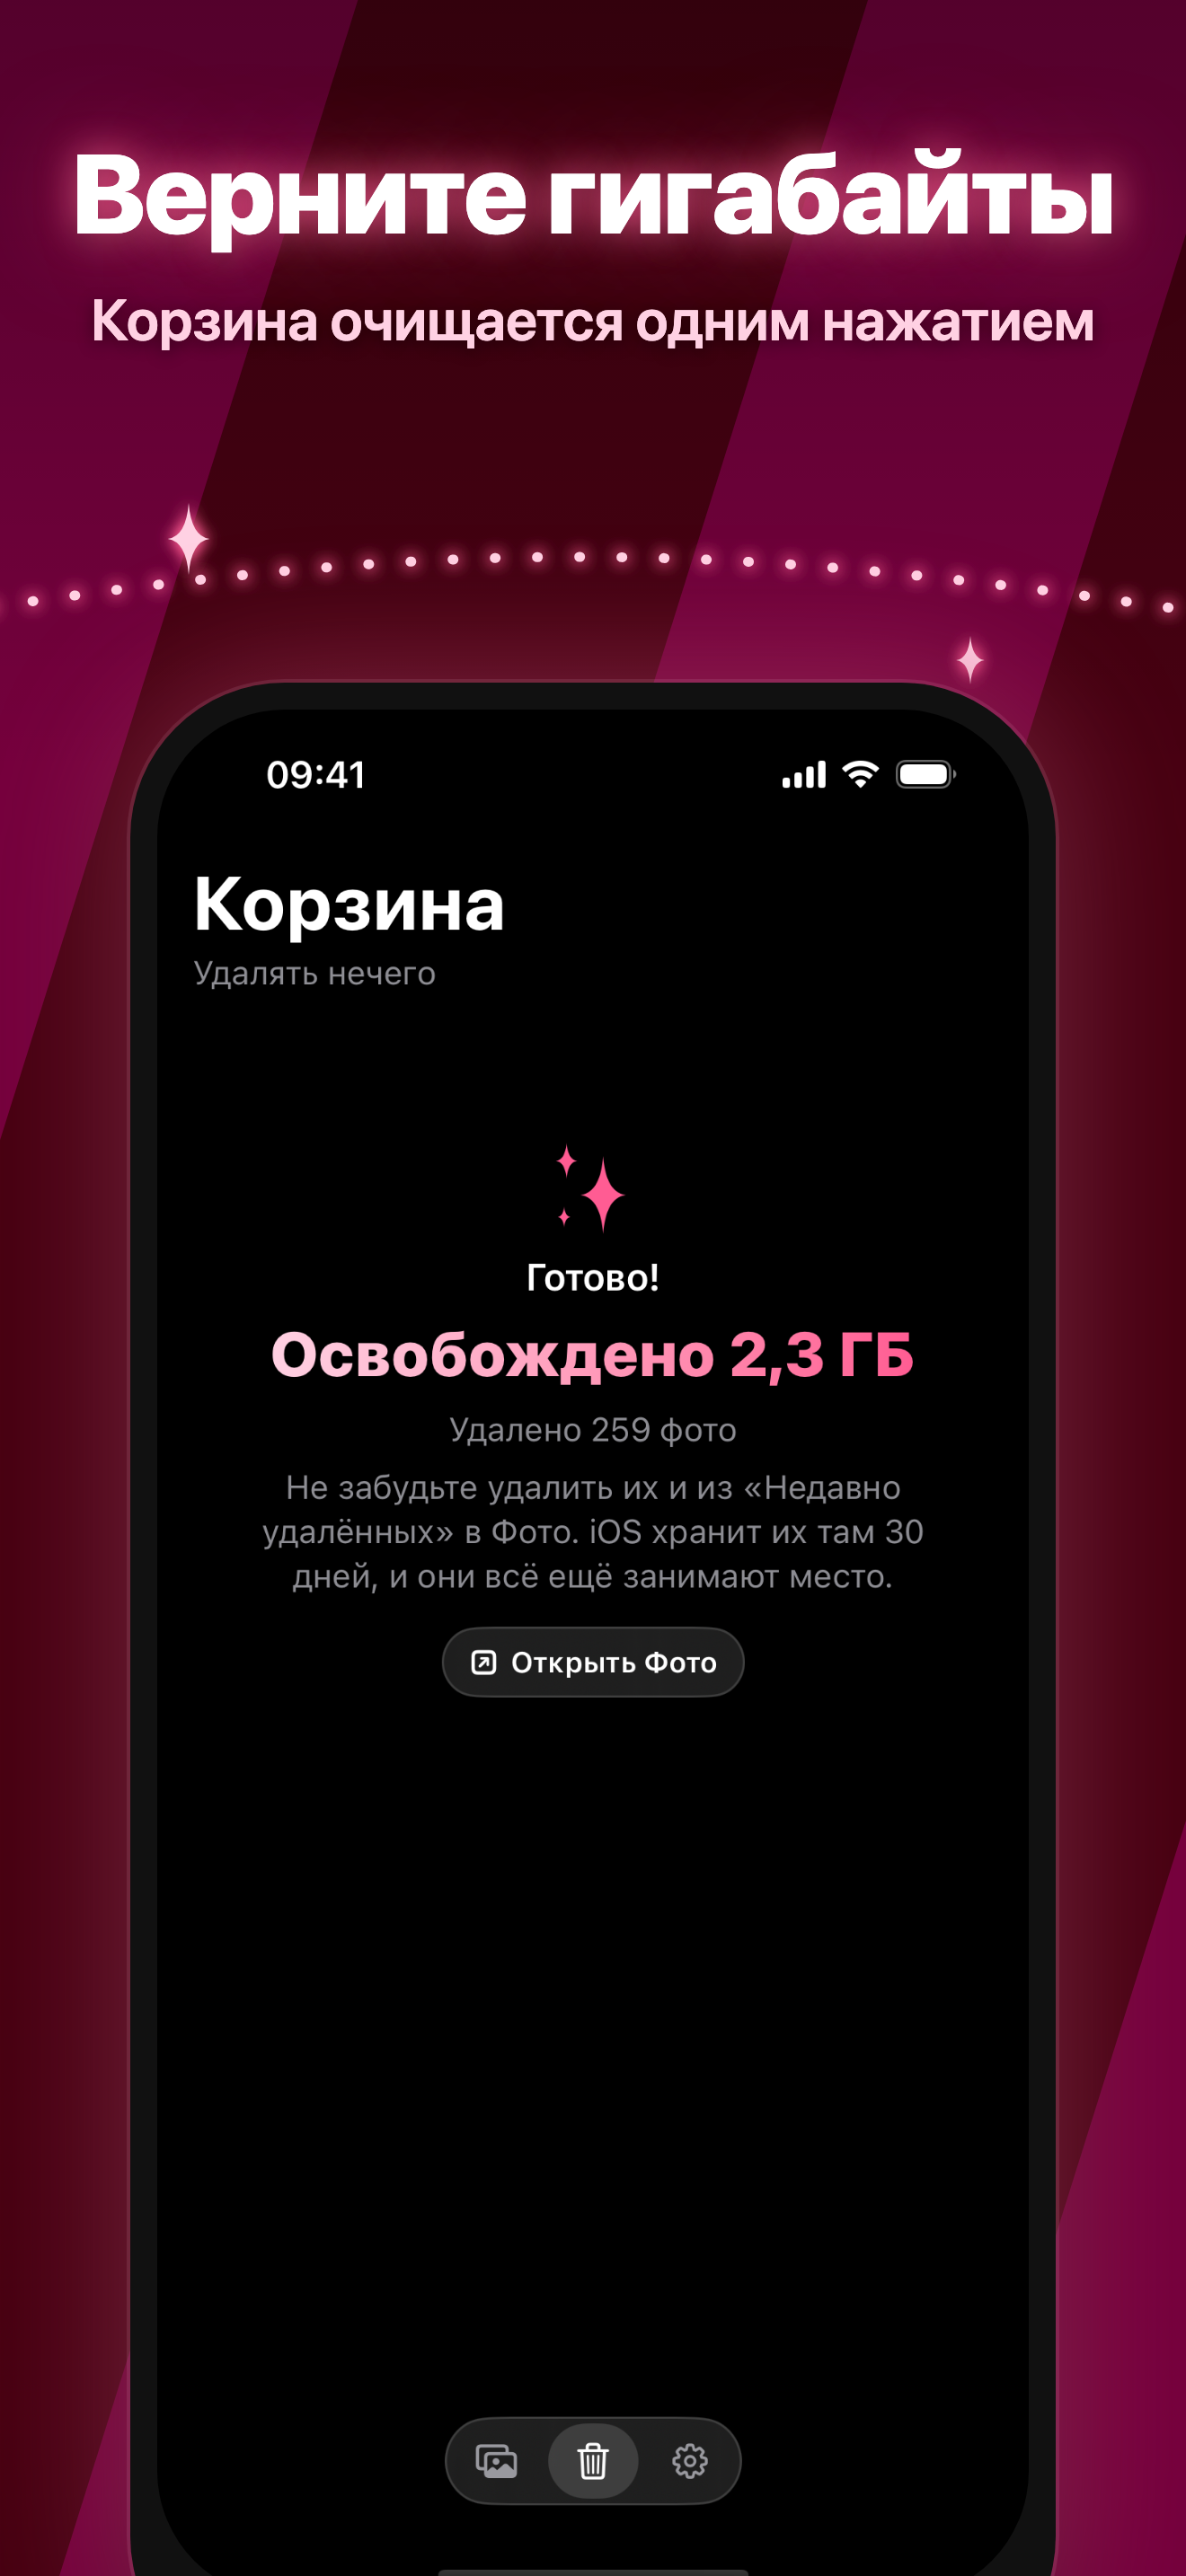 Верните гигабайты
Корзина очищается одним нажатием
09:41
Корзина
Удалять нечего
Готово!
Освобождено 2,3 ГБ
Удалено 259 фото
Не забудьте удалить их и из «Недавно
удалённых» в Фото. iOS хранит их там 30
дней, и они всё ещё занимают место.
Открыть Фото